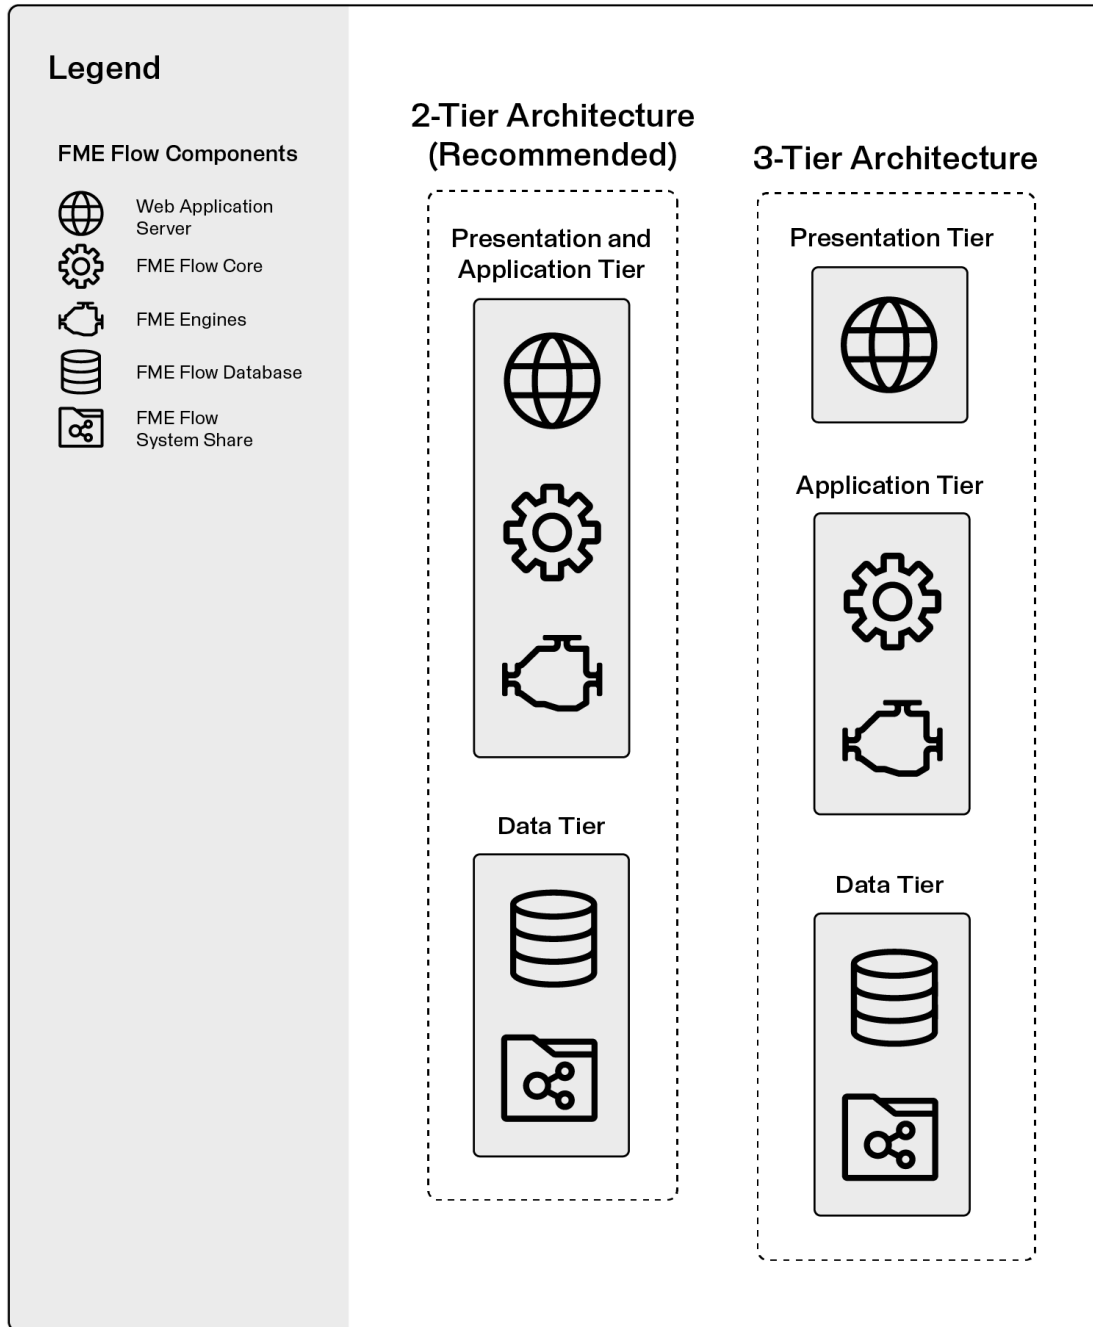 Legend
FME Flow Components
Web Application
Server
FME Flow Core
FME Engines
FME Flow Database
FME Flow
System Share
2-Tier Architecture
(Recommended)
Presentation and
Application Tier
Data Tier
3-Tier Architecture
Presentation Tier
Application Tier
Data Tier